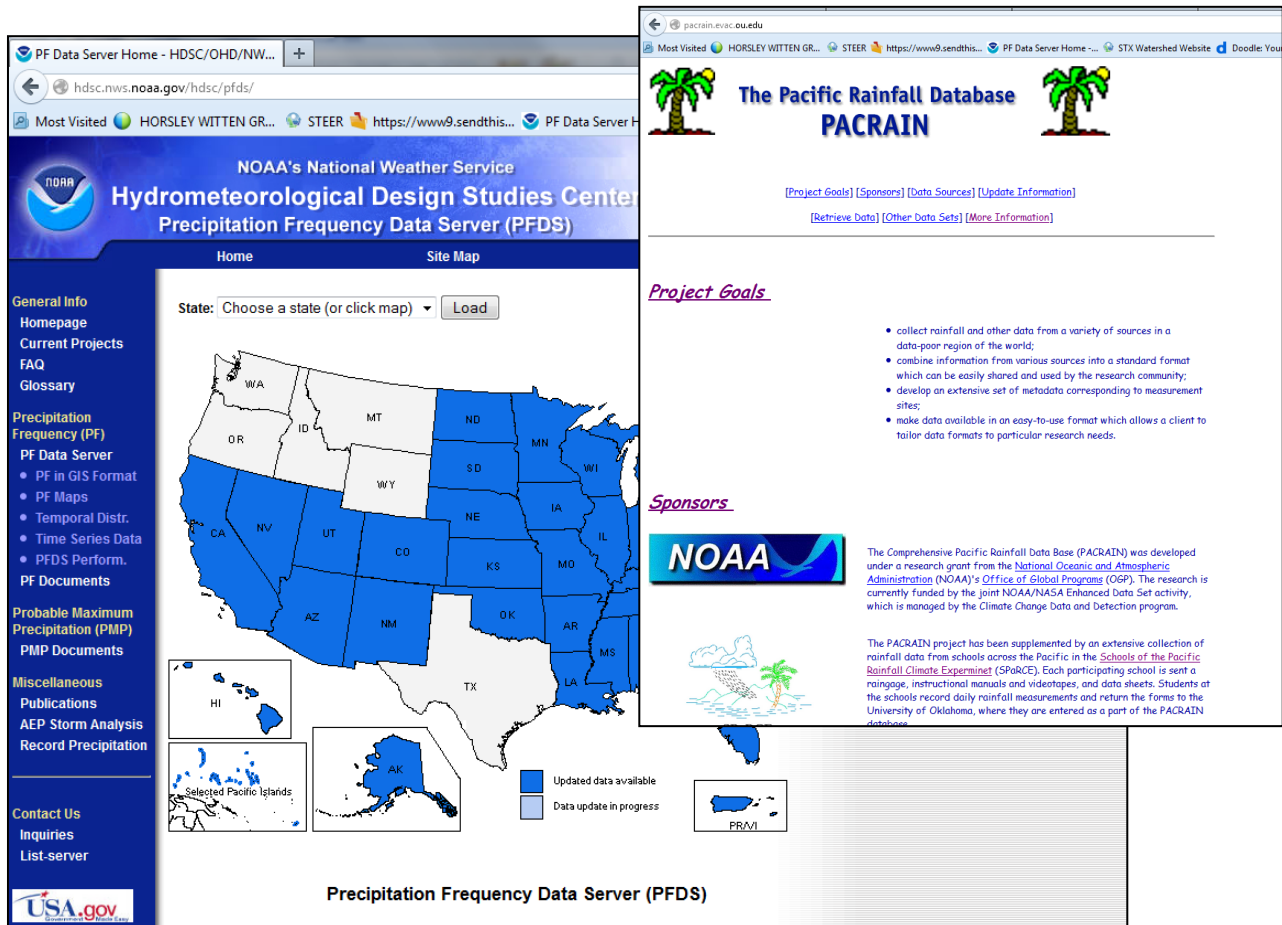 PF Data Server Home - HDSC/OHD/NW...
+
hdsc.nws.noaa.gov/hdsc/pfds/
Most Visited
HORSLEY WITTEN GR...
STEER
https://www9.sendthis...
PF Data Server H
NOAA
NOAA's National Weather Service
Hydrometeorological Design Studies Center
Precipitation Frequency Data Server (PFDS)
Home
Site Map
General Info
Homepage
Current Projects
FAQ
Glossary
Precipitation
Frequency (PF)
PF Data Server
PF in GIS Format
PF Maps
Temporal Distr.
Time Series Data
PFDS Perform.
PF Documents
Probable Maximum
Precipitation (PMP)
PMP Documents
Miscellaneous
Publications
AEP Storm Analysis
Record Precipitation
Contact Us
Inquiries
List-server
USA.gov
Government Made Easy
State: Choose a state (or click map) Load
WA
MT
ND
OR
ID
MN
SD
WI
WY
IA
NE
NV
CA
UT
IL
CO
KS
MO
AZ
NM
OK
AR
MS
TX
LA
HI
AK
Selected Pacific Islands
Updated data available
Data update in progress
PR/VI
Precipitation Frequency Data Server (PFDS)
pacrain.evac.ou.edu
Most Visited
HORSLEY WITTEN GR...
STEER
https://www9.sendthis...
PF Data Server Home -...
STX Watershed Website
Doodle: Your
The Pacific Rainfall Database
PACRAIN
[Project Goals] [Sponsors] [Data Sources] [Update Information]
[Retrieve Data] [Other Data Sets] [More Information]
Project Goals
collect rainfall and other data from a variety of sources in a
data-poor region of the world;
combine information from various sources into a standard format
which can be easily shared and used by the research community;
develop an extensive set of metadata corresponding to measurement
sites;
make data available in an easy-to-use format which allows a client to
tailor data formats to particular research needs.
Sponsors
NOAA
The Comprehensive Pacific Rainfall Data Base (PACRAIN) was developed
under a research grant from the National Oceanic and Atmospheric
Administration (NOAA)'s Office of Global Programs (OGP). The research is
currently funded by the joint NOAA/NASA Enhanced Data Set activity,
which is managed by the Climate Change Data and Detection program.
The PACRAIN project has been supplemented by an extensive collection of
rainfall data from schools across the Pacific in the Schools of the Pacific
Rainfall Climate Experminet (SPaRCE). Each participating school is sent a
raingage, instructional manuals and videotapes, and data sheets. Students at
the schools record daily rainfall measurements and return the forms to the
University of Oklahoma, where they are entered as a part of the PACRAIN
database.